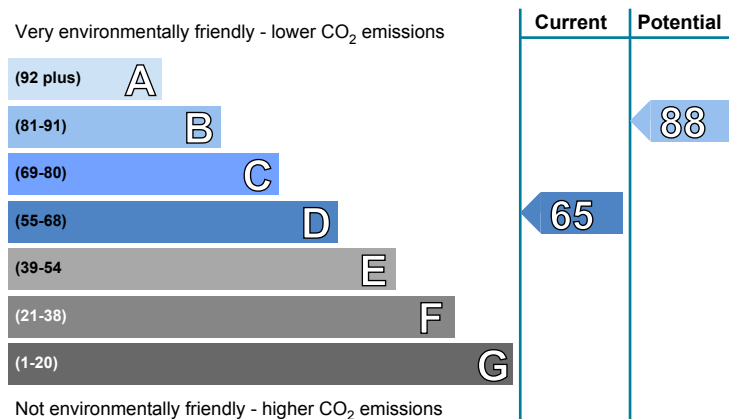 Current Potential
Very environmentally friendly - lower CO₂ emissions
(92 plus) A
(81-91) B
88
(69-80) C
(55-68) D
65
(39-54 E
(21-38) F
(1-20) G
Not environmentally friendly - higher CO₂ emissions